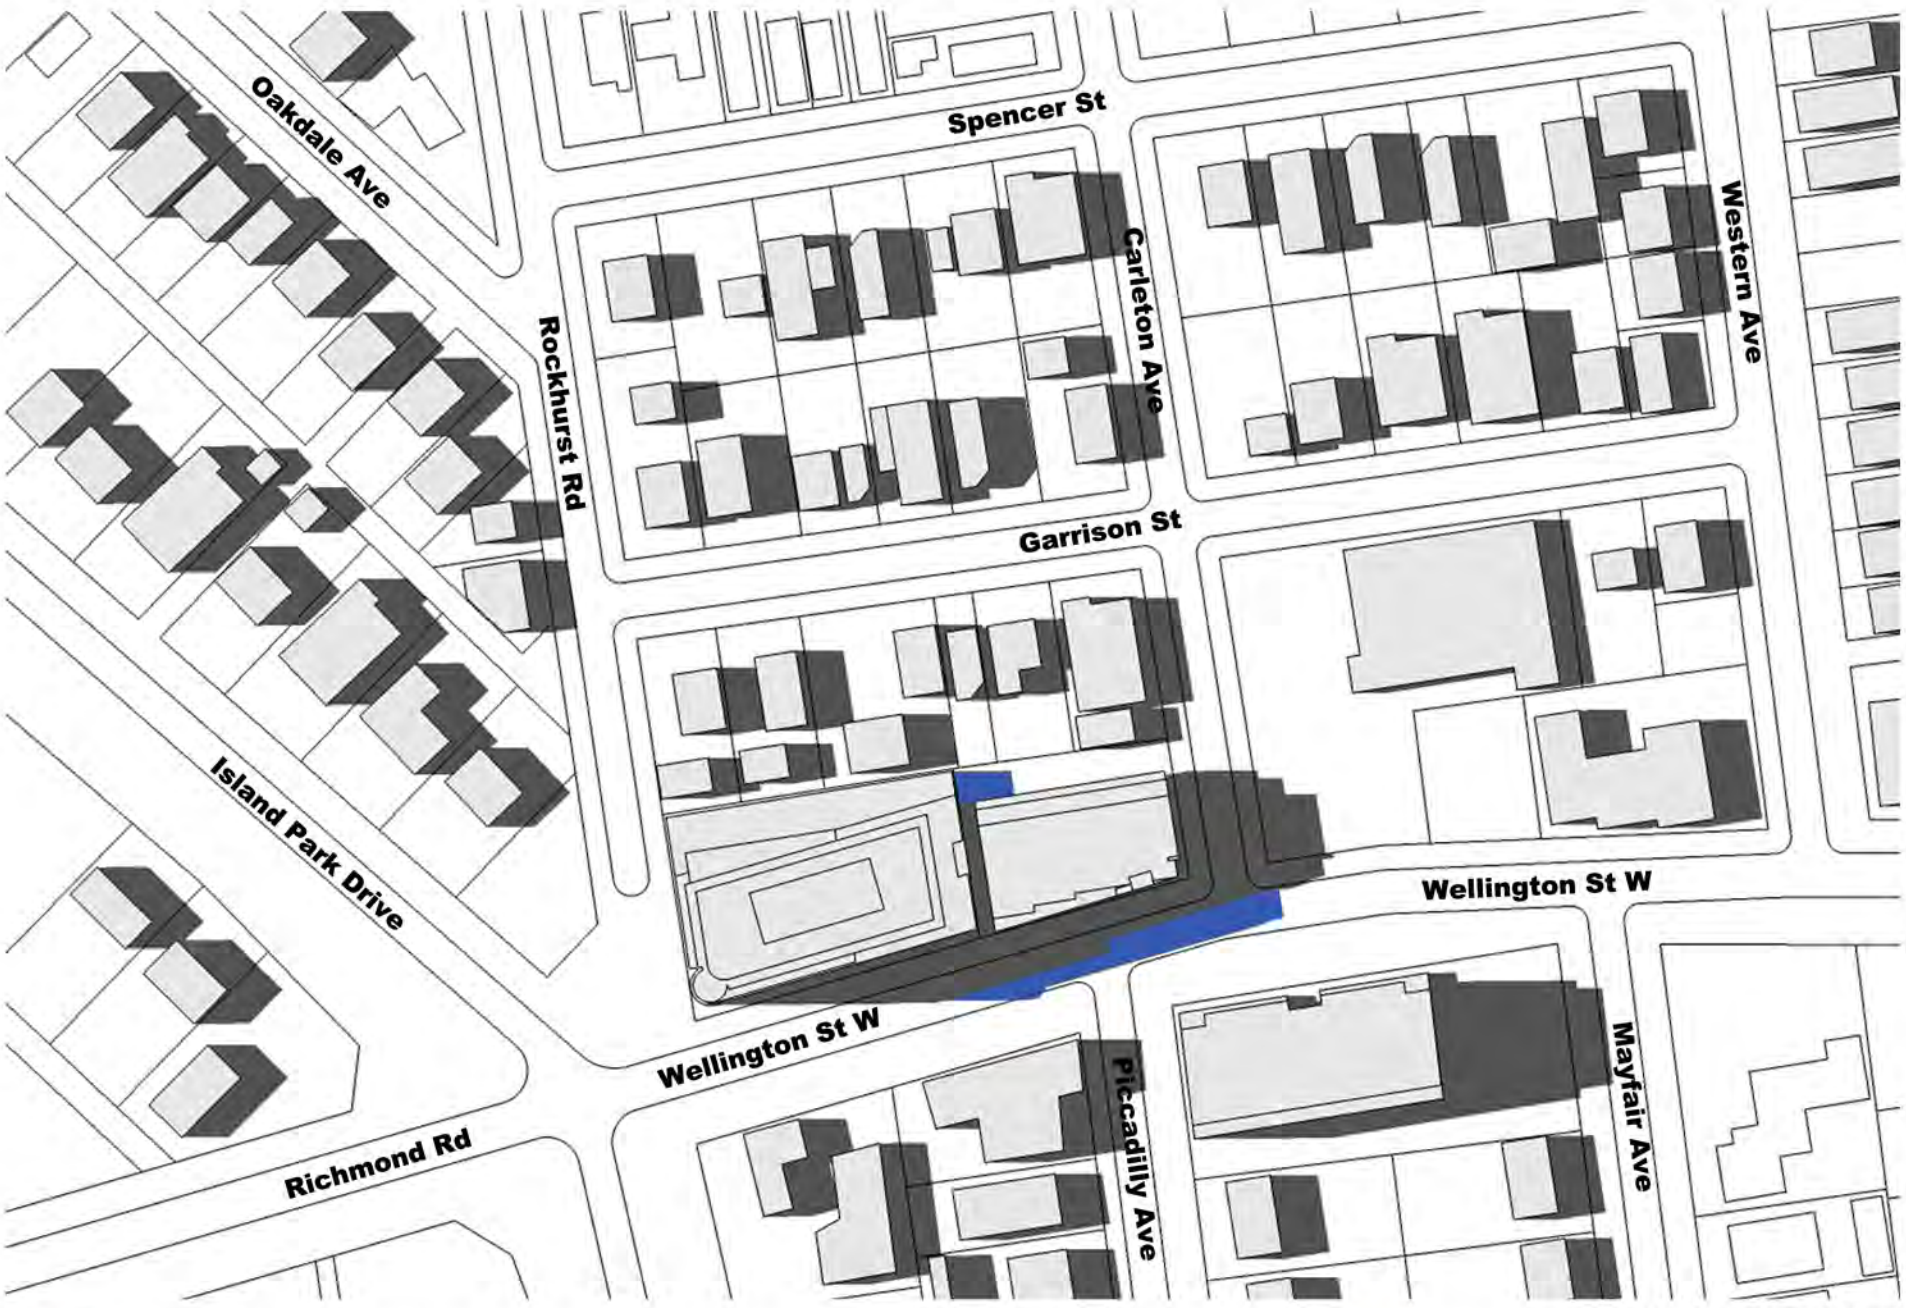 Oakdale Ave
Spencer St
Western Ave
Carleton Ave
Rockhurst Rd
Garrison St
Island Park Drive
Wellington St W
Wellington St W
Richmond Rd
Piccadilly Ave
Mayfair Ave